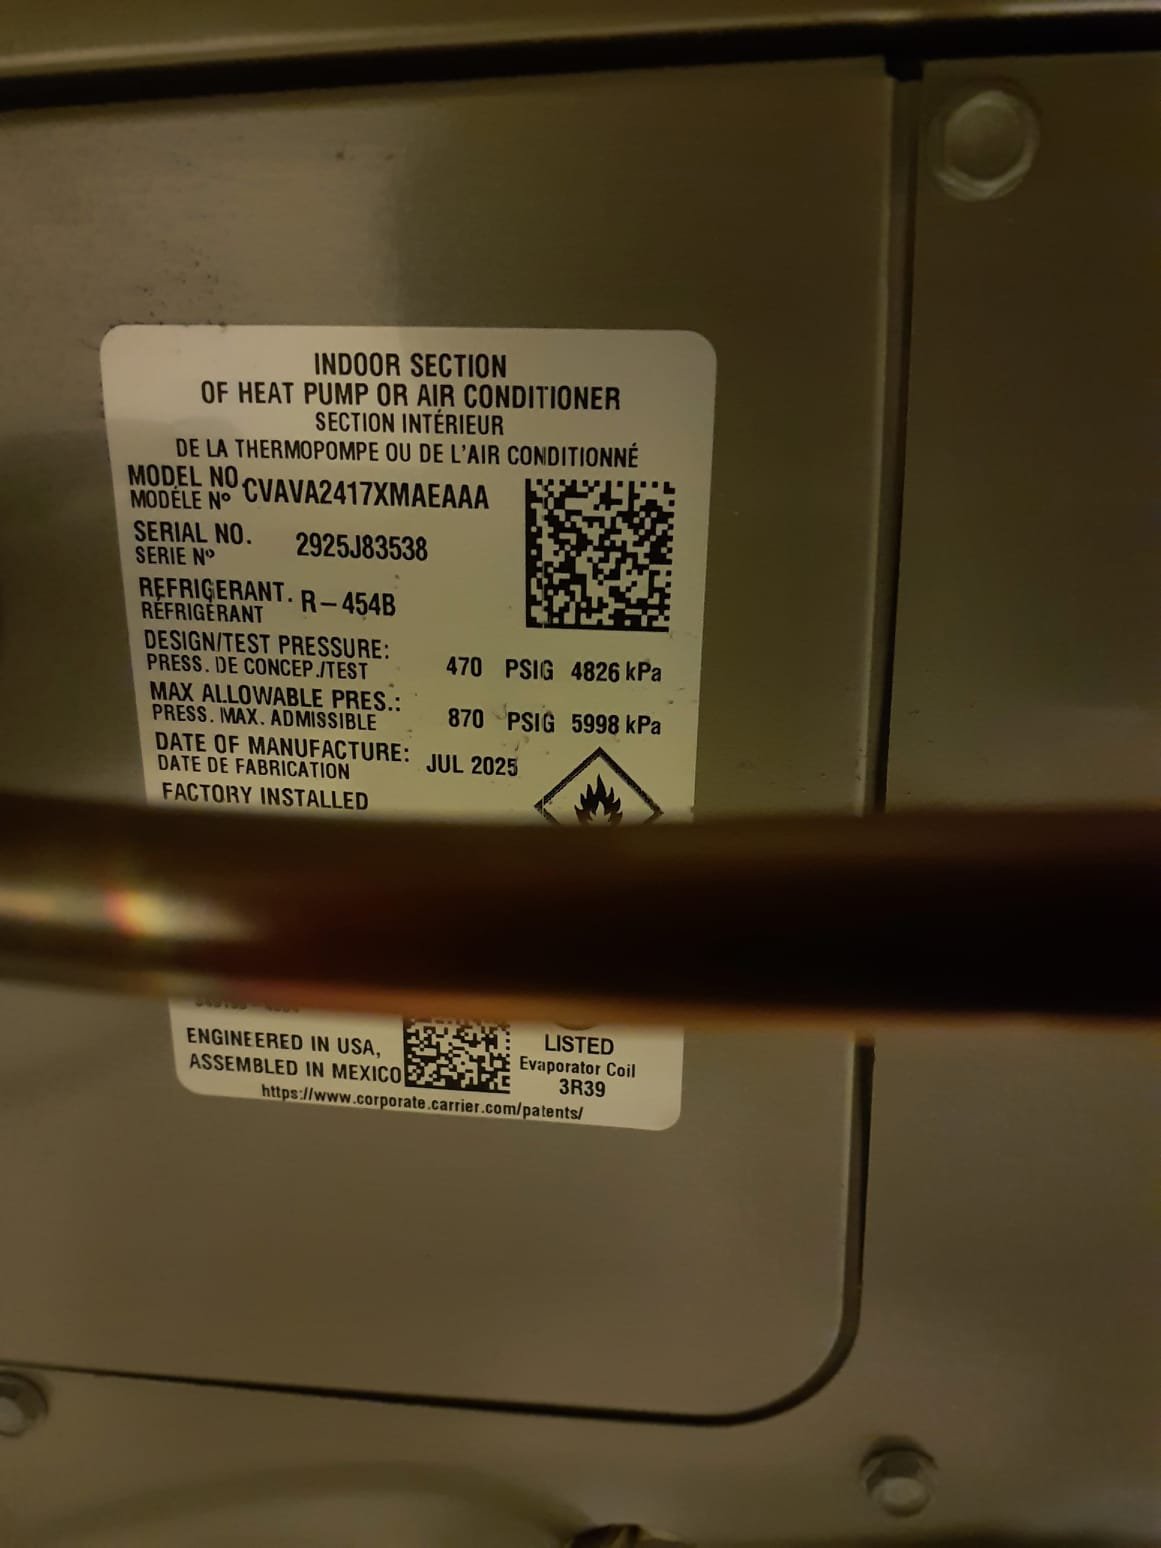 INDOOR SECTION
OF HEAT PUMP OR AIR CONDITIONER
SECTION INTÉRIEUR
DE LA THERMOPOMPE OU DE L'AIR CONDITIONNÉ
MODEL NO.
MODÈLE Nº
CVAVA2417XMAEAAA
SERIAL NO.
SERIE Nº
2925J83538
REFRIGERANT.
RÉFRIGÉRANT
R-454B
DESIGN/TEST PRESSURE:
PRESS. DE CONCEP./TEST
470 PSIG 4826 kPa
MAX ALLOWABLE PRES.:
PRESS. MAX. ADMISSIBLE
870 PSIG 5998 kPa
DATE OF MANUFACTURE:
DATE DE FABRICATION
JUL 2025
FACTORY INSTALLED
ENGINEERED IN USA,
ASSEMBLED IN MEXICO
LISTED
Evaporator Coil
3R39
https://www.corporate.carrier.com/patents/